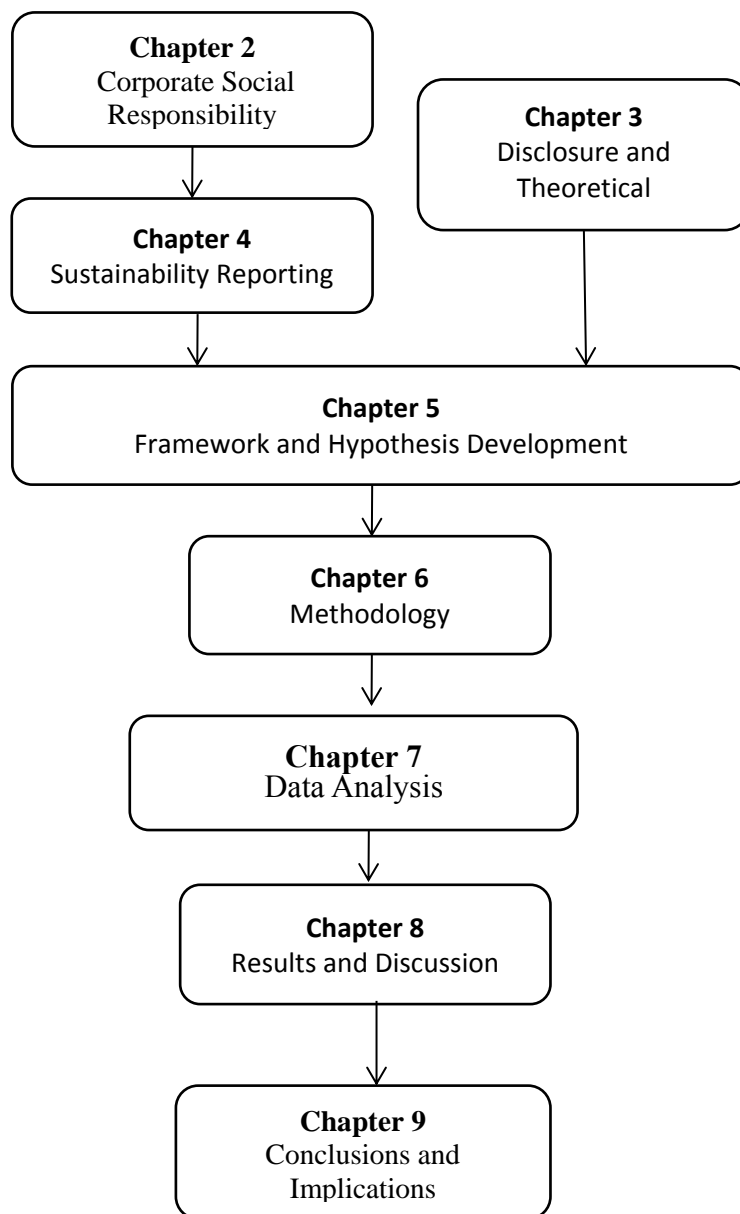 Chapter 2
Corporate Social
Responsibility
Chapter 3
Disclosure and
Theoretical
Chapter 4
Sustainability Reporting
Chapter 5
Framework and Hypothesis Development
Chapter 6
Methodology
Chapter 7
Data Analysis
Chapter 8
Results and Discussion
Chapter 9
Conclusions and
Implications